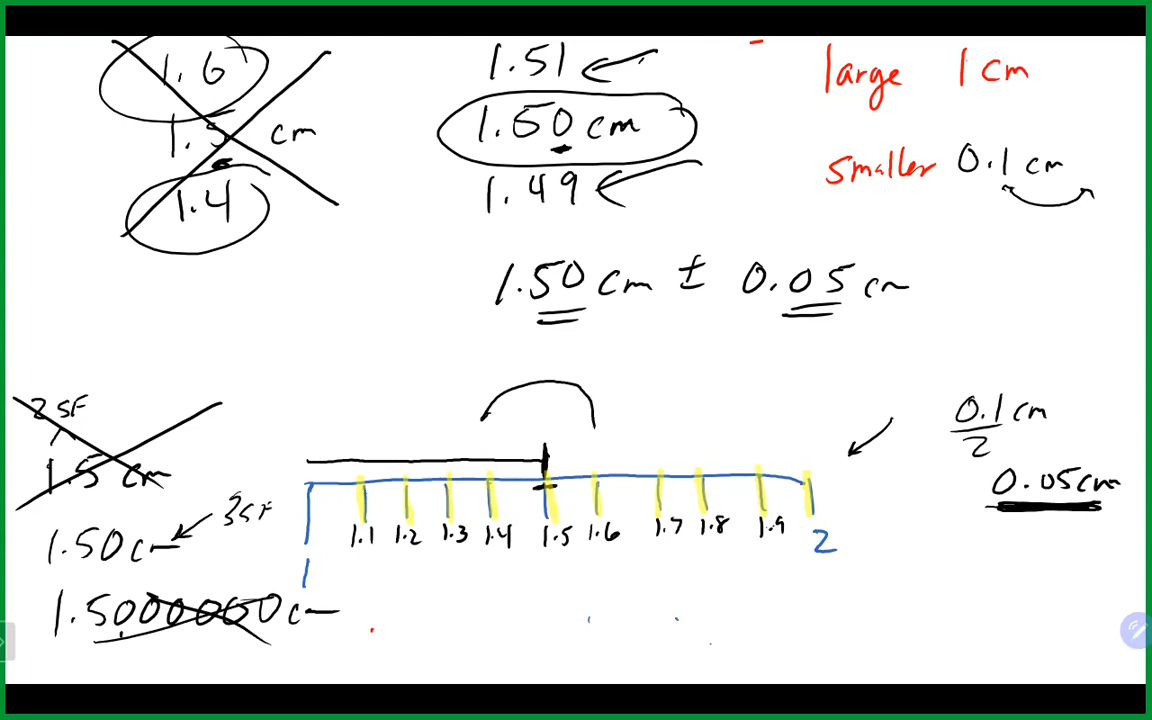 1.6
1.5 cm
1.4
1.51
1.50 cm
1.49
large 1 cm
smaller 0.1 cm
1.50 cm ± 0.05 cm
2 SF
1.5 cm
1.50 cm
3 SF
1.5000000 cm
1.1 1.2 1.3 1.4 1.5 1.6 1.7 1.8 1.9 2
0.1 cm
2
0.05 cm